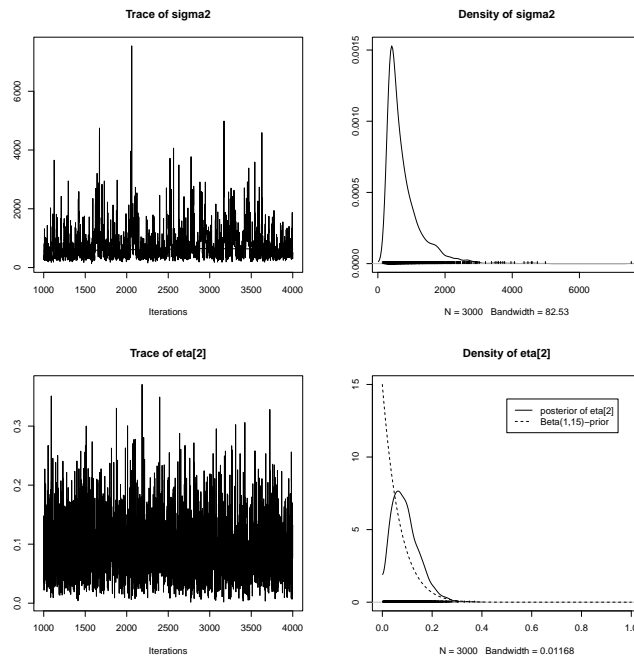 Trace of sigma2
0 2000 4000 6000
1000 1500 2000 2500 3000 3500 4000
Iterations
Density of sigma2
0.0000 0.0005 0.0010 0.0015
0 2000 4000 6000
N = 3000 Bandwidth = 82.53
Trace of eta[2]
0.0 0.1 0.2 0.3
1000 1500 2000 2500 3000 3500 4000
Iterations
Density of eta[2]
0 5 10 15
posterior of eta[2]
Beta(1,15)−prior
0.0 0.2 0.4 0.6 0.8 1.0
N = 3000 Bandwidth = 0.01168